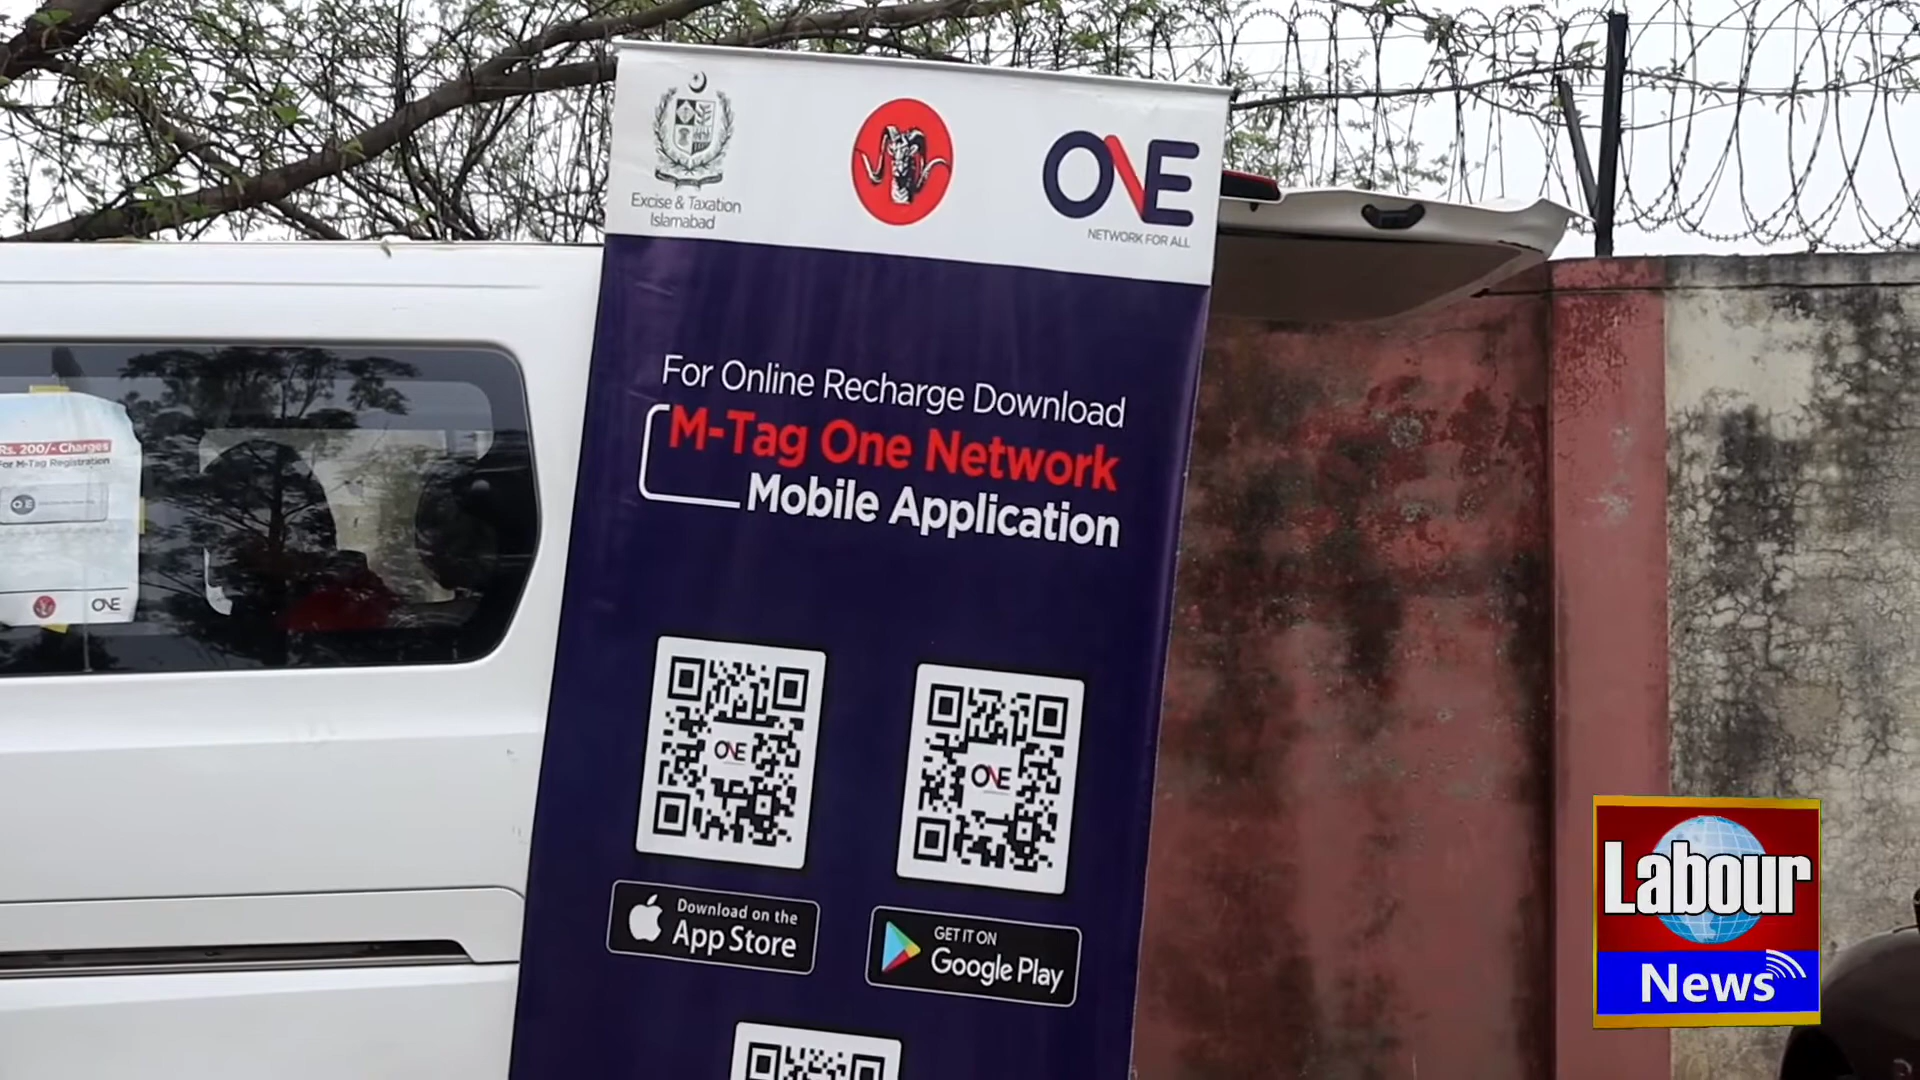 Excise & Taxation
Islamabad
ONE
NETWORK FOR ALL
For Online Recharge Download
M-Tag One Network
Mobile Application
Rs. 200/- Charges
For M-Tag Registration
ONE
ONE
ONE
ONE
Download on the
App Store
GET IT ON
Google Play
Labour
News